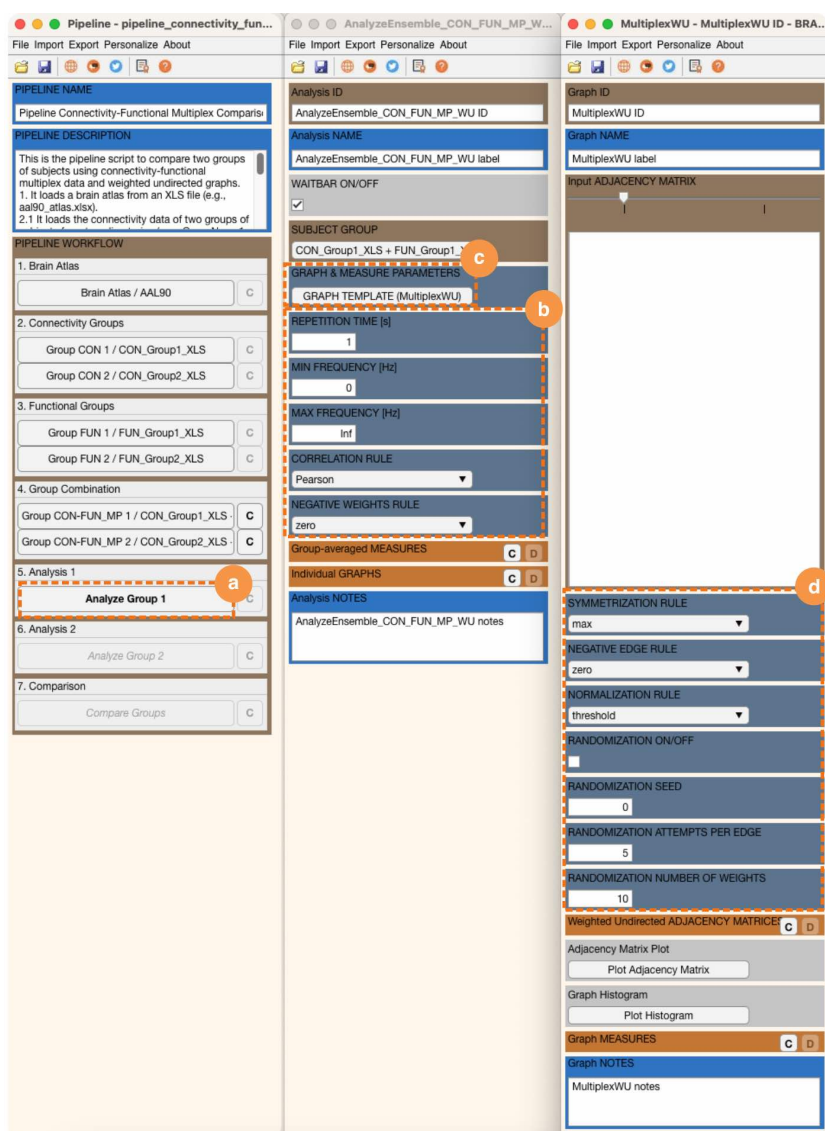 Pipeline - pipeline_connectivity_fun...
File Import Export Personalize About
PIPELINE NAME
Pipeline Connectivity-Functional Multiplex Comparis
PIPELINE DESCRIPTION
This is the pipeline script to compare two groups
of subjects using connectivity-functional
multiplex data and weighted undirected graphs.
1. It loads a brain atlas from an XLS file (e.g.,
aal90_atlas.xlsx).
2.1 It loads the connectivity data of two groups of
PIPELINE WORKFLOW
1. Brain Atlas
Brain Atlas / AAL90 C
2. Connectivity Groups
Group CON 1 / CON_Group1_XLS C
Group CON 2 / CON_Group2_XLS C
3. Functional Groups
Group FUN 1 / FUN_Group1_XLS C
Group FUN 2 / FUN_Group2_XLS C
4. Group Combination
Group CON-FUN_MP 1 / CON_Group1_XLS · C
Group CON-FUN_MP 2 / CON_Group2_XLS · C
5. Analysis 1
a
Analyze Group 1 C
6. Analysis 2
Analyze Group 2 C
7. Comparison
Compare Groups C
AnalyzeEnsemble_CON_FUN_MP_W...
File Import Export Personalize About
Analysis ID
AnalyzeEnsemble_CON_FUN_MP_WU ID
Analysis NAME
AnalyzeEnsemble_CON_FUN_MP_WU label
WAITBAR ON/OFF
SUBJECT GROUP
CON_Group1_XLS + FUN_Group1_X
c
GRAPH & MEASURE PARAMETERS
GRAPH TEMPLATE (MultiplexWU)
b
REPETITION TIME [s]
1
MIN FREQUENCY [Hz]
0
MAX FREQUENCY [Hz]
Inf
CORRELATION RULE
Pearson
NEGATIVE WEIGHTS RULE
zero
Group-averaged MEASURES C D
Individual GRAPHS C D
Analysis NOTES
AnalyzeEnsemble_CON_FUN_MP_WU notes
MultiplexWU - MultiplexWU ID - BRA...
File Import Export Personalize About
Graph ID
MultiplexWU ID
Graph NAME
MultiplexWU label
Input ADJACENCY MATRIX
d
SYMMETRIZATION RULE
max
NEGATIVE EDGE RULE
zero
NORMALIZATION RULE
threshold
RANDOMIZATION ON/OFF
RANDOMIZATION SEED
0
RANDOMIZATION ATTEMPTS PER EDGE
5
RANDOMIZATION NUMBER OF WEIGHTS
10
Weighted Undirected ADJACENCY MATRICES C D
Adjacency Matrix Plot
Plot Adjacency Matrix
Graph Histogram
Plot Histogram
Graph MEASURES C D
Graph NOTES
MultiplexWU notes